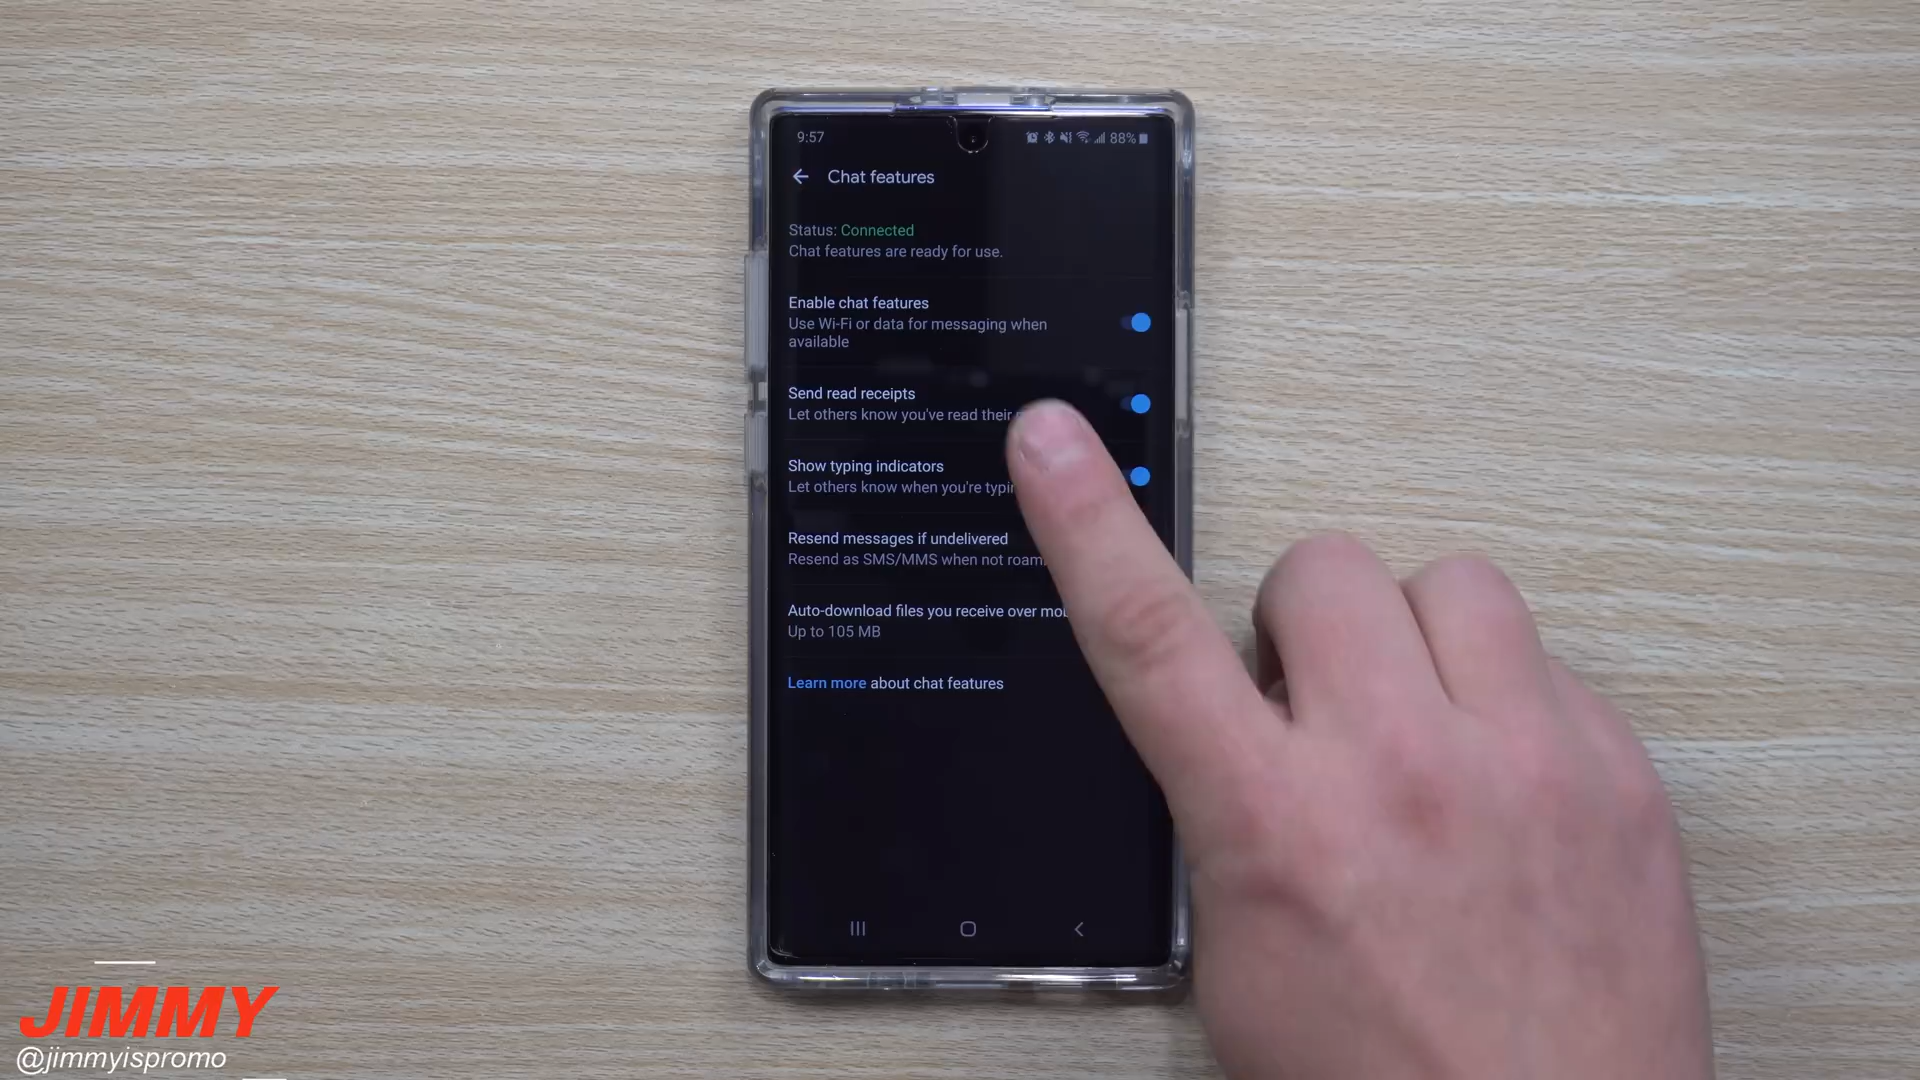 9:57
88%
Chat features
Status: Connected
Chat features are ready for use.
Enable chat features
Use Wi-Fi or data for messaging when
available
Send read receipts
Let others know you've read their
Show typing indicators
Let others know when you're
Resend messages if undelivered
Resend as SMS/MMS when not
Auto-download files you receive over
Up to 105 MB
Learn more about chat features
JIMMY
@jimmyispromo